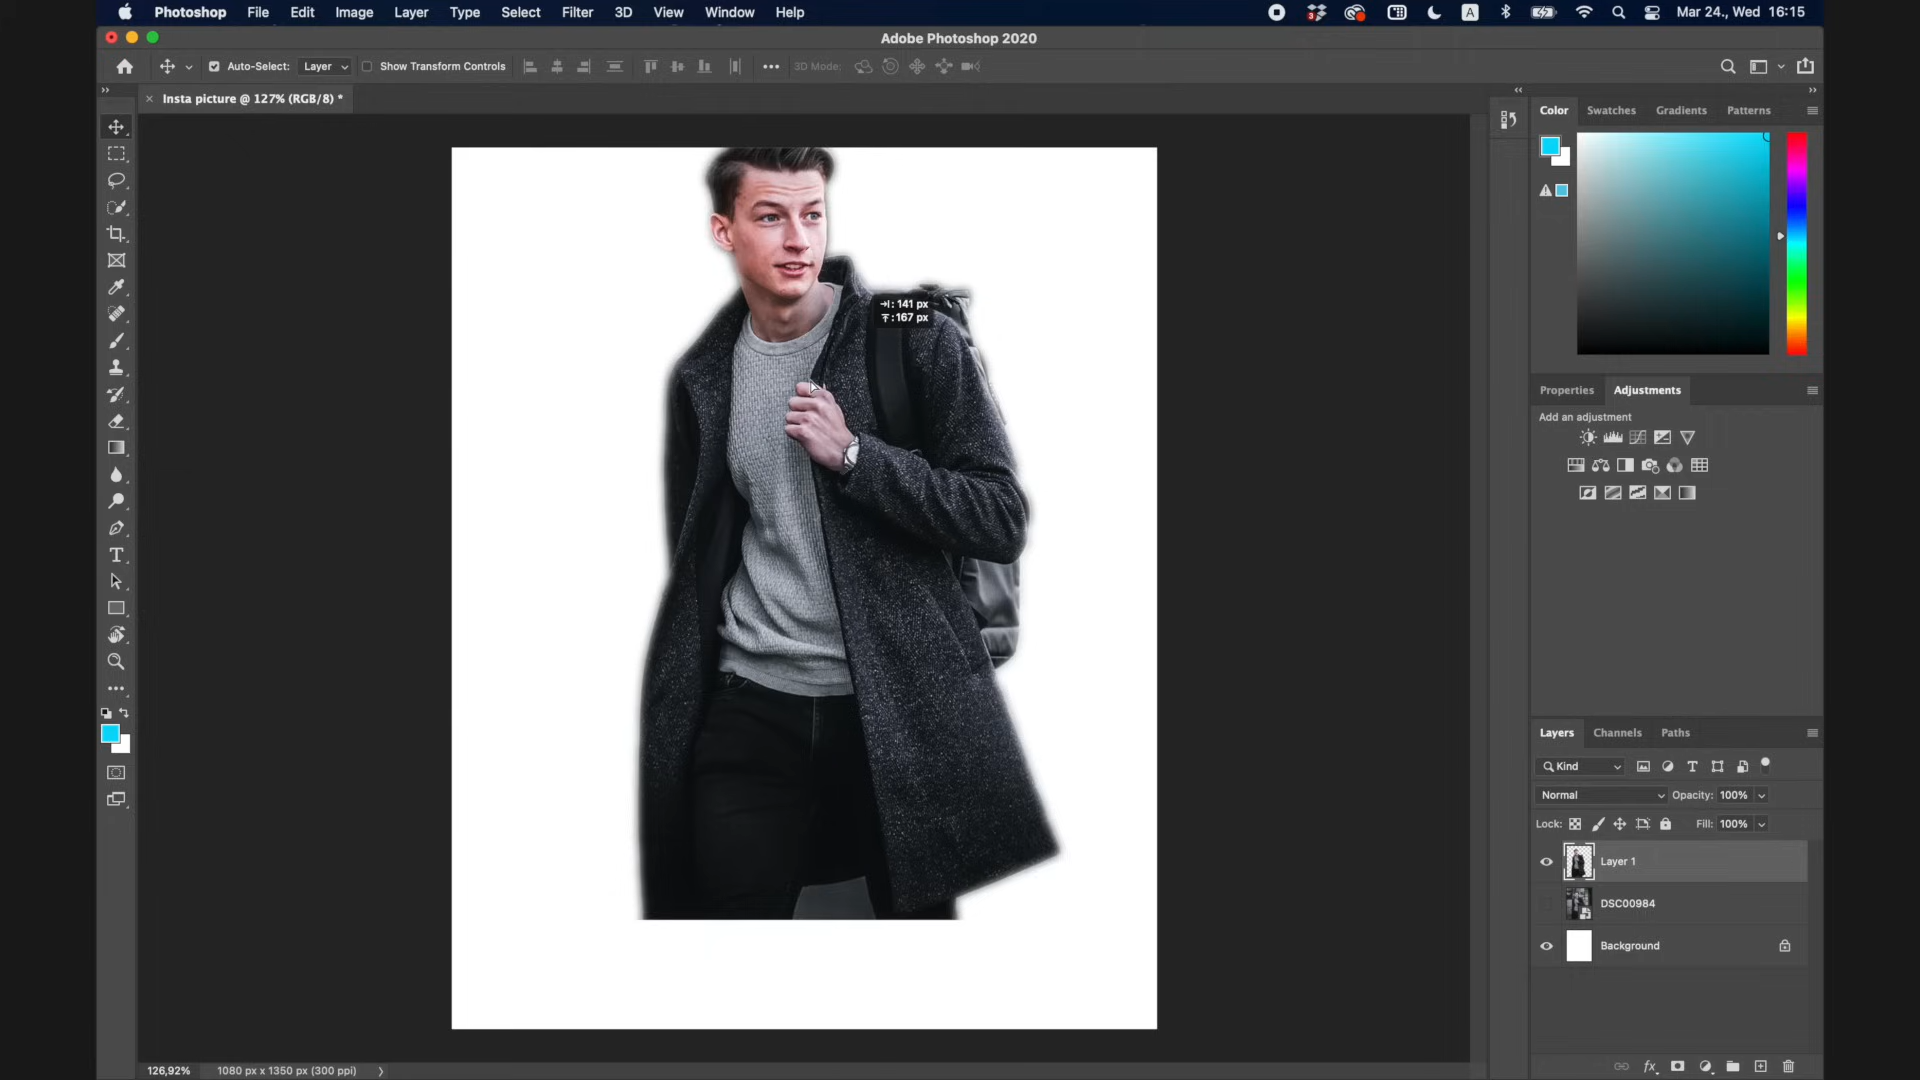 Photoshop File Edit Image Layer Type Select Filter 3D View Window Help 3 A Mar 24., Wed 16:15
Adobe Photoshop 2020
Auto-Select: Layer Show Transform Controls 3D Mode:
Insta picture @ 127% (RGB/8) *
Color Swatches Gradients Patterns
: 141 px
: 167 px
Properties Adjustments
Add an adjustment
Layers Channels Paths
Kind
Normal Opacity: 100%
Lock: Fill: 100%
Layer 1
DSC00984
Background
126,92% 1080 px x 1350 px (300 ppi)